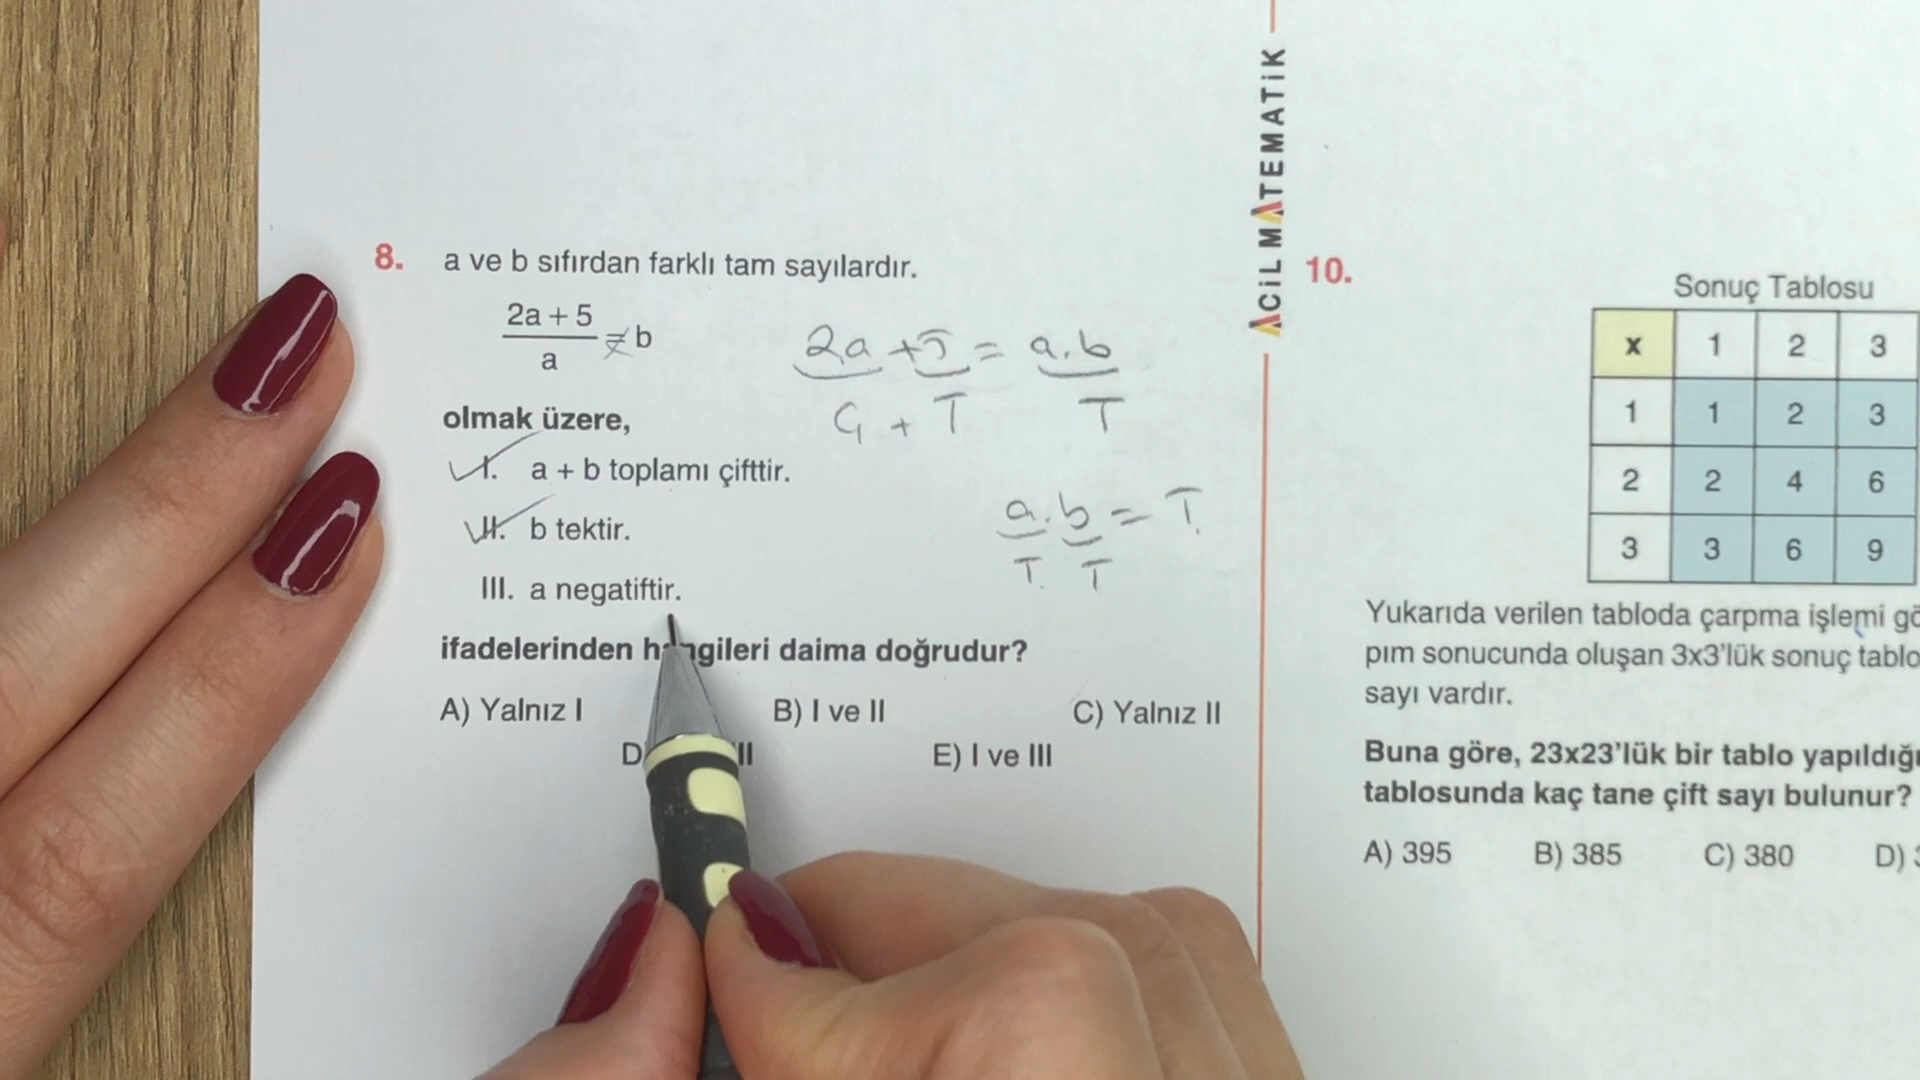 8. a ve b sıfırdan farklı tam sayılardır.
2a + 5
a
= b
olmak üzere,
I. a + b toplamı çifttir.
II. b tektir.
III. a negatiftir.
ifadelerinden hangileri daima doğrudur?
A) Yalnız I
B) I ve II
C) Yalnız II
D)
E) I ve III
2a + 5 = a.b
Ç + T T
a.b = T
T T
ACİL MATEMATİK
10.
Sonuç Tablosu
x 1 2 3
1 1 2 3
2 2 4 6
3 3 6 9
Yukarıda verilen tabloda çarpma işlemi
pım sonucunda oluşan 3x3'lük sonuç
sayı vardır.
Buna göre, 23x23'lük bir tablo
tablosunda kaç tane çift sayı bulunur?
A) 395 B) 385 C) 380 D)